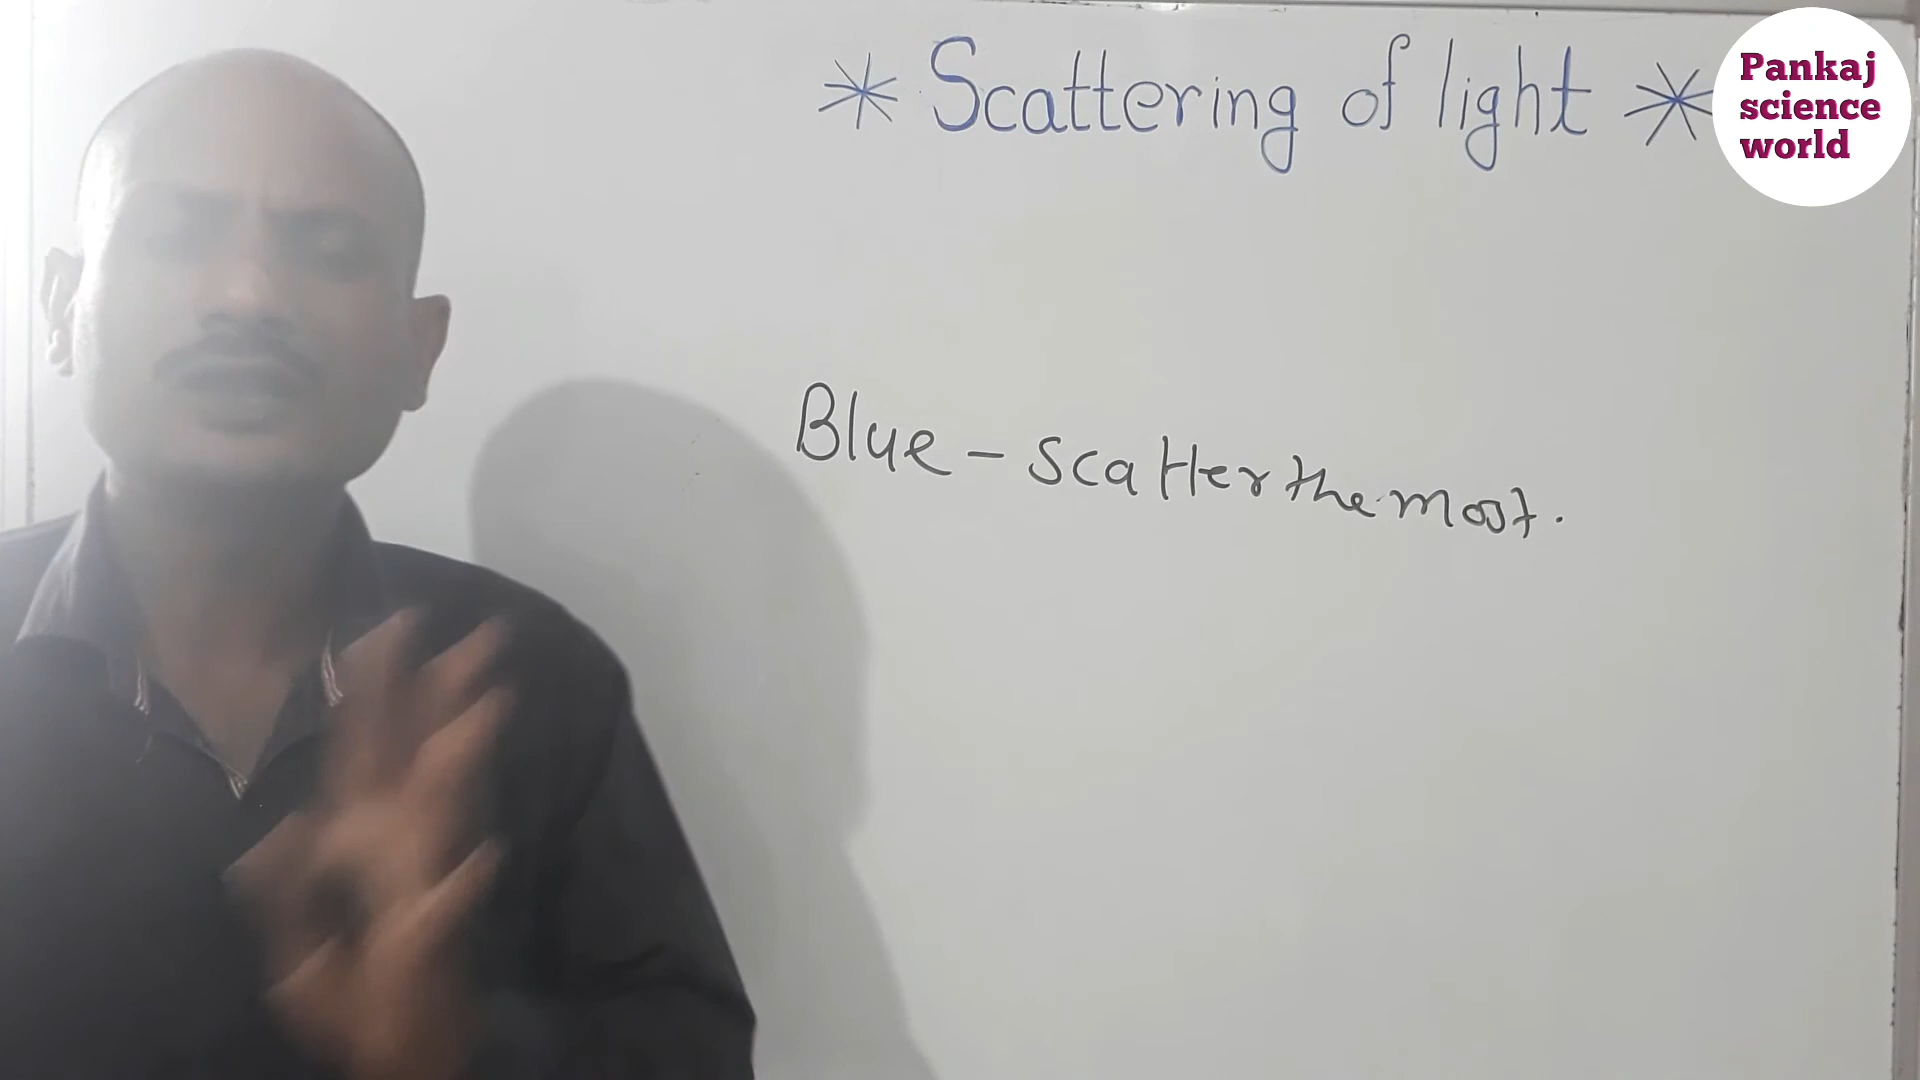 * Scattering of light *
Pankaj
science
world
Blue - scatter the most.